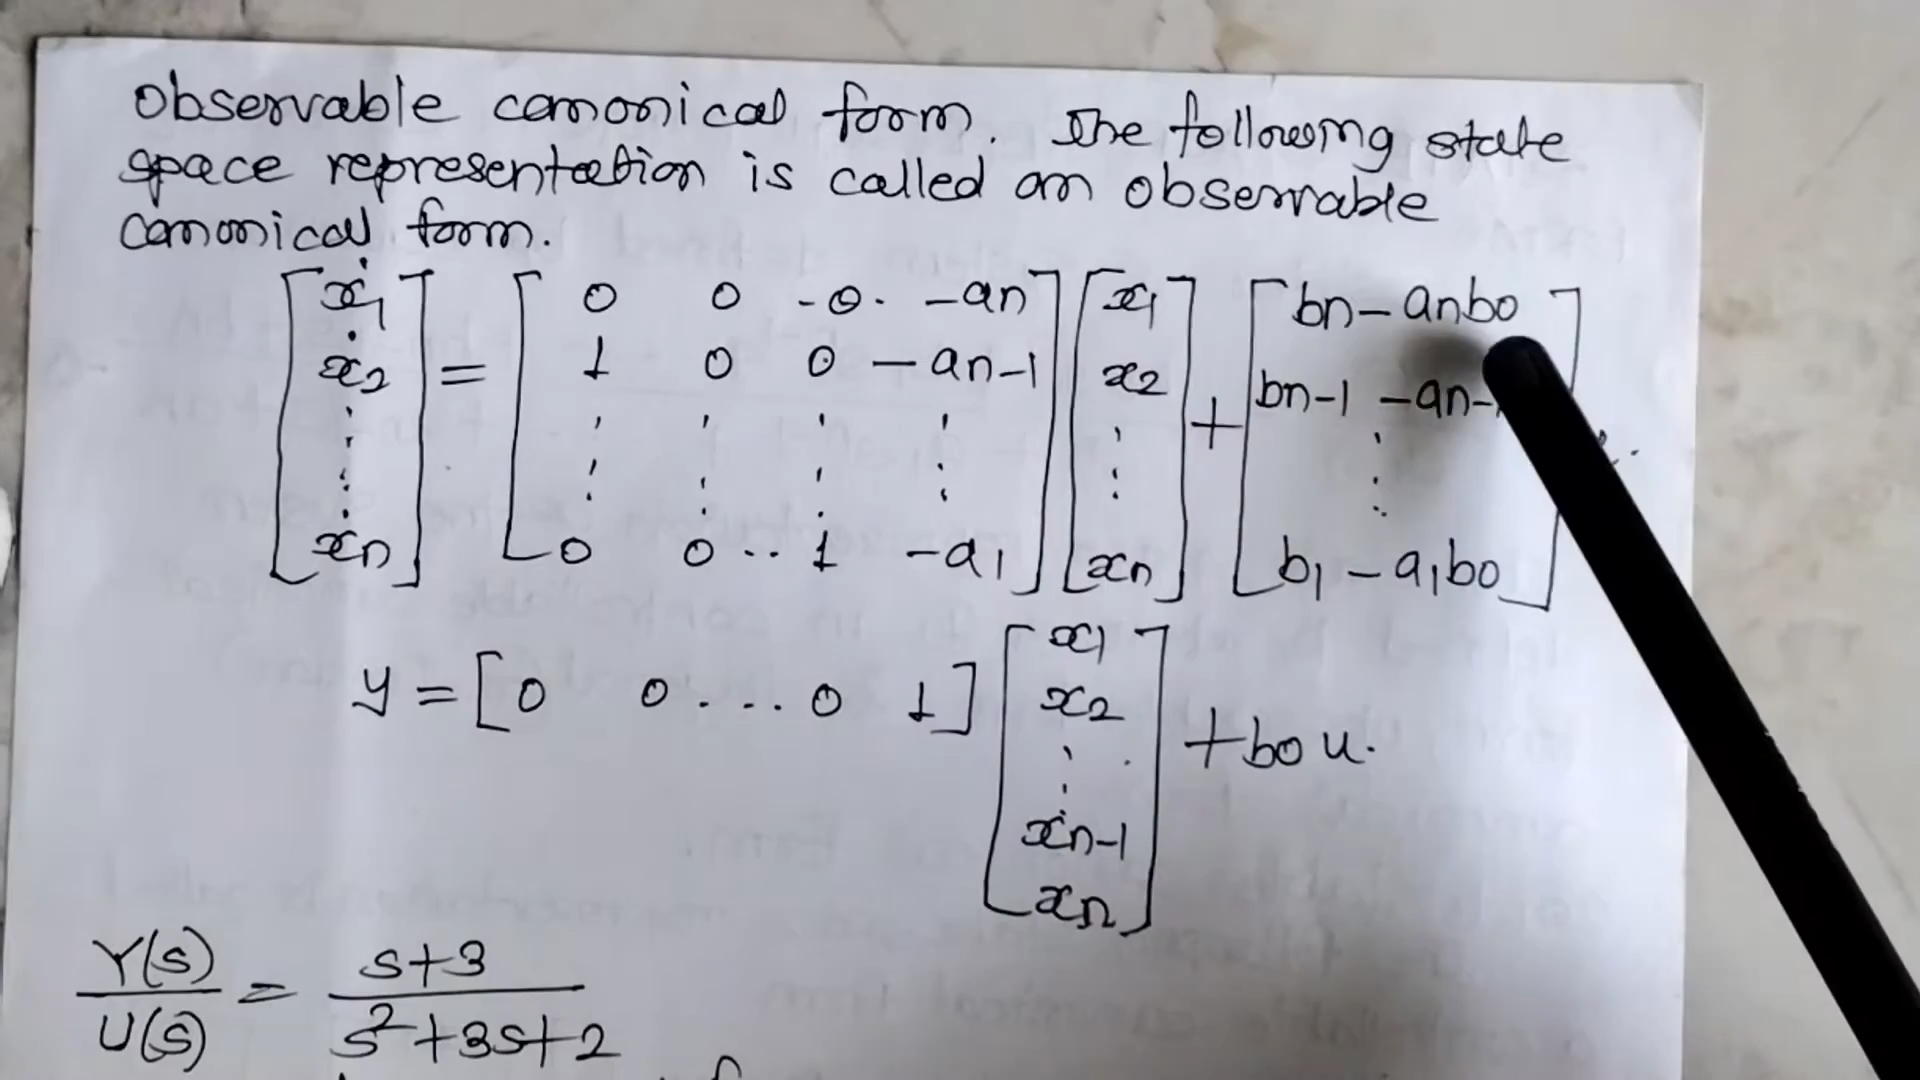 observable canonical form. The following state
space representation is called an observable
canonical form.
[ẋ1 ẋ2 ⋮ xn] = [0 0 -0- -an; 1 0 0 -an-1; ⋮ ⋮ ⋮ ⋮; 0 0 .. 1 -a1] [x1 x2 ⋮ xn] + [bn-anbo; bn-1 -an-; ⋮; b1-a1bo]
y = [0 0 .... 0 1] [x1 x2 ⋮ xn-1 xn] + bo u.
Y(s)/U(s) = s+3/s²+3s+2